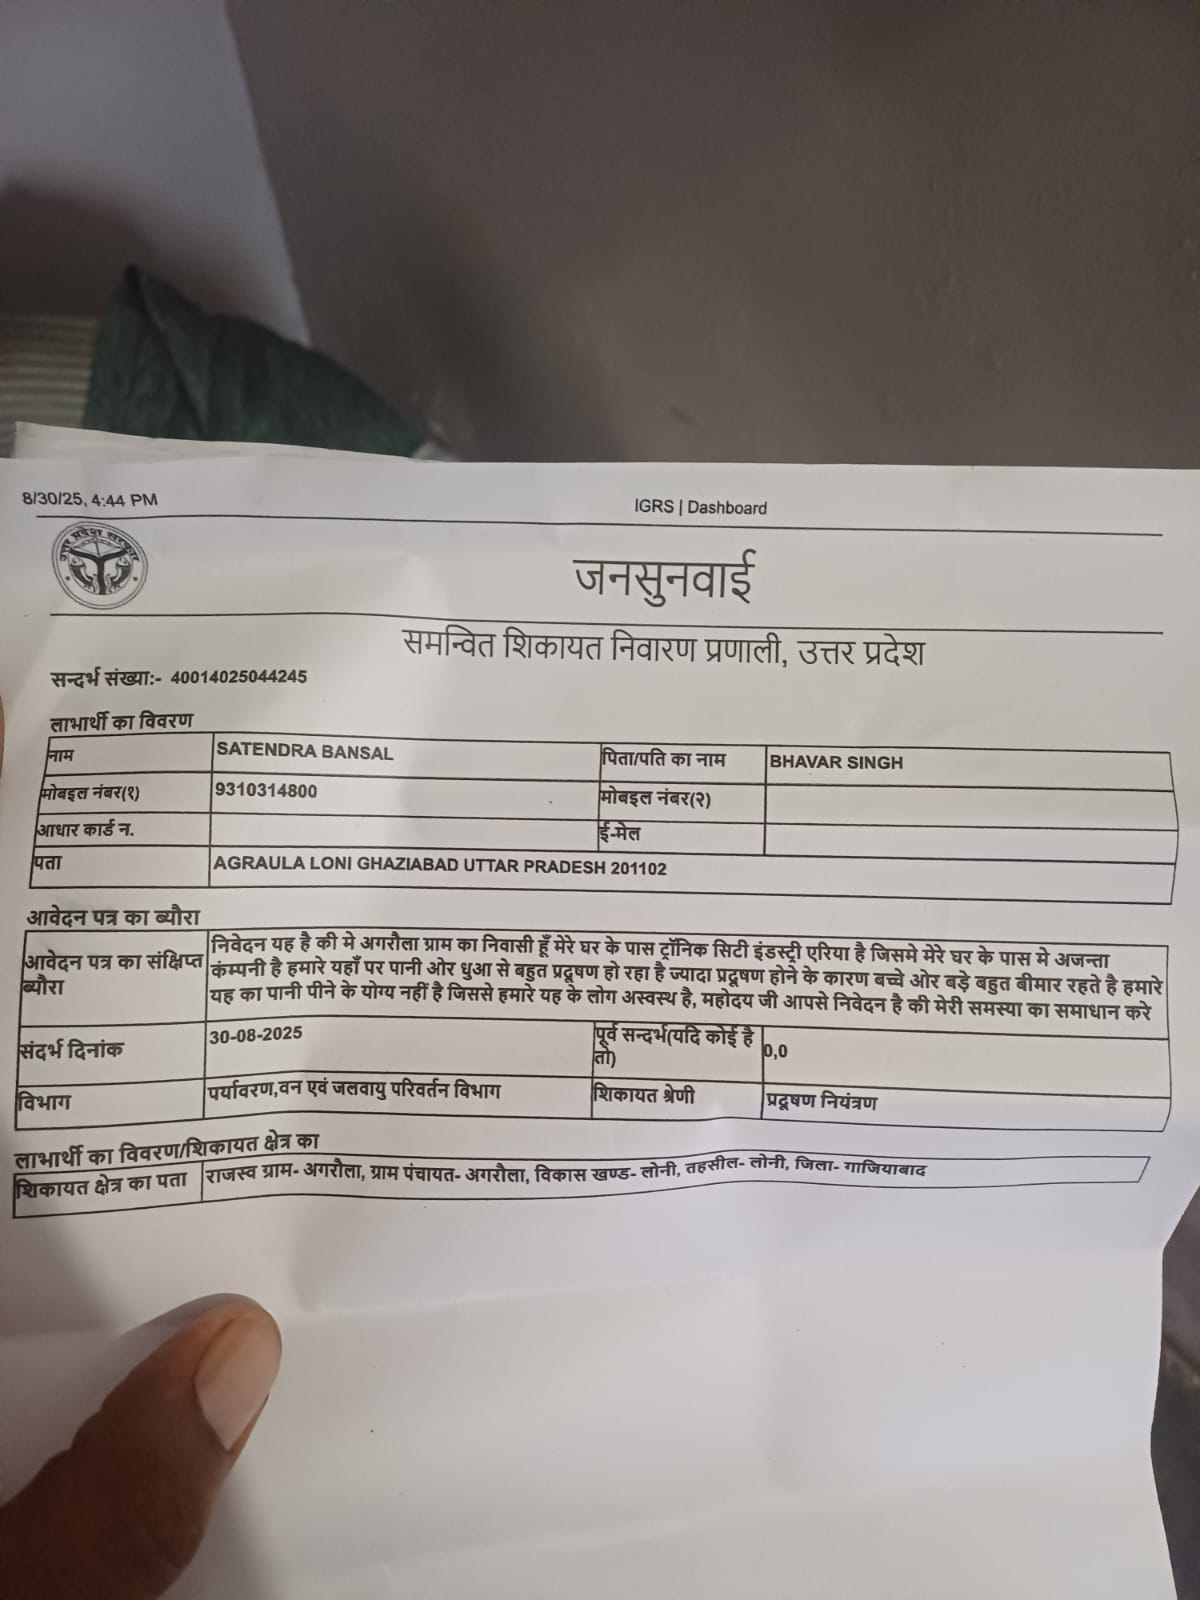 8/30/25, 4:44 PM IGRS | Dashboard
उत्तर प्रदेश सरकार
जनसुनवाई
समन्वित शिकायत निवारण प्रणाली, उत्तर प्रदेश
सन्दर्भ संख्या:- 40014025044245
लाभार्थी का विवरण
नाम SATENDRA BANSAL पिता/पति का नाम BHAVAR SINGH
मोबइल नंबर(१) 9310314800 मोबइल नंबर(२)
आधार कार्ड न. ई-मेल
पता AGRAULA LONI GHAZIABAD UTTAR PRADESH 201102
आवेदन पत्र का ब्यौरा
आवेदन पत्र का संक्षिप्त ब्यौरा
निवेदन यह है की मे अगरौला ग्राम का निवासी हूँ मेरे घर के पास ट्रॉनिक सिटी इंडस्ट्री एरिया है जिसमे मेरे घर के पास मे अजन्ता
कंम्पनी है हमारे यहाँ पर पानी ओर धुआ से बहुत प्रदूषण हो रहा है ज्यादा प्रदूषण होने के कारण बच्चे ओर बड़े बहुत बीमार रहते है हमारे
यह का पानी पीने के योग्य नहीं है जिससे हमारे यह के लोग अस्वस्थ है, महोदय जी आपसे निवेदन है की मेरी समस्या का समाधान करे
संदर्भ दिनांक 30-08-2025 पूर्व सन्दर्भ(यदि कोई है तो) 0,0
विभाग पर्यावरण,वन एवं जलवायु परिवर्तन विभाग शिकायत श्रेणी प्रदूषण नियंत्रण
लाभार्थी का विवरण/शिकायत क्षेत्र का
शिकायत क्षेत्र का पता राजस्व ग्राम- अगरौला, ग्राम पंचायत- अगरौला, विकास खण्ड- लोनी, तहसील- लोनी, जिला- गाजियाबाद